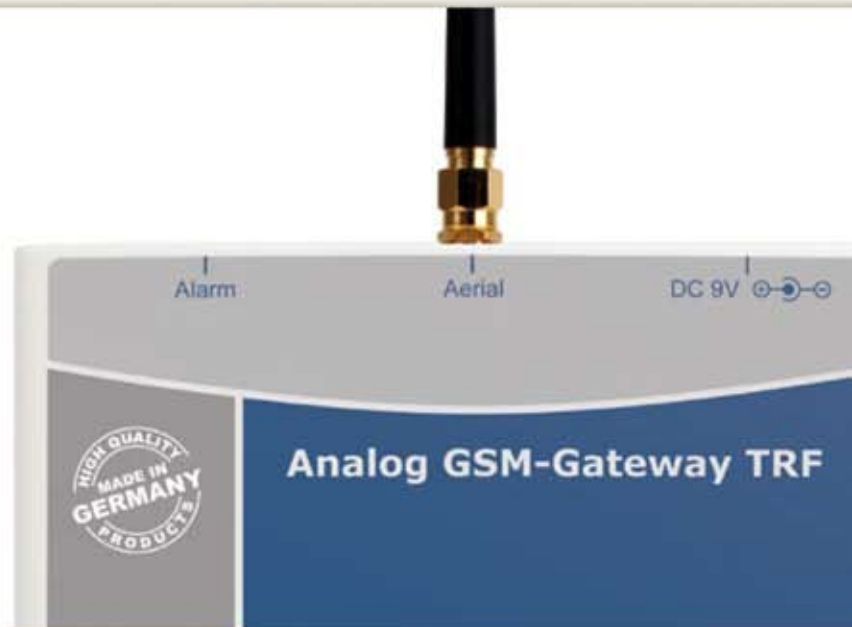 Alarm
Aerial
DC 9V
Analog GSM-Gateway TRF
HIGH QUALITY
MADE IN
GERMANY
PRODUCTS